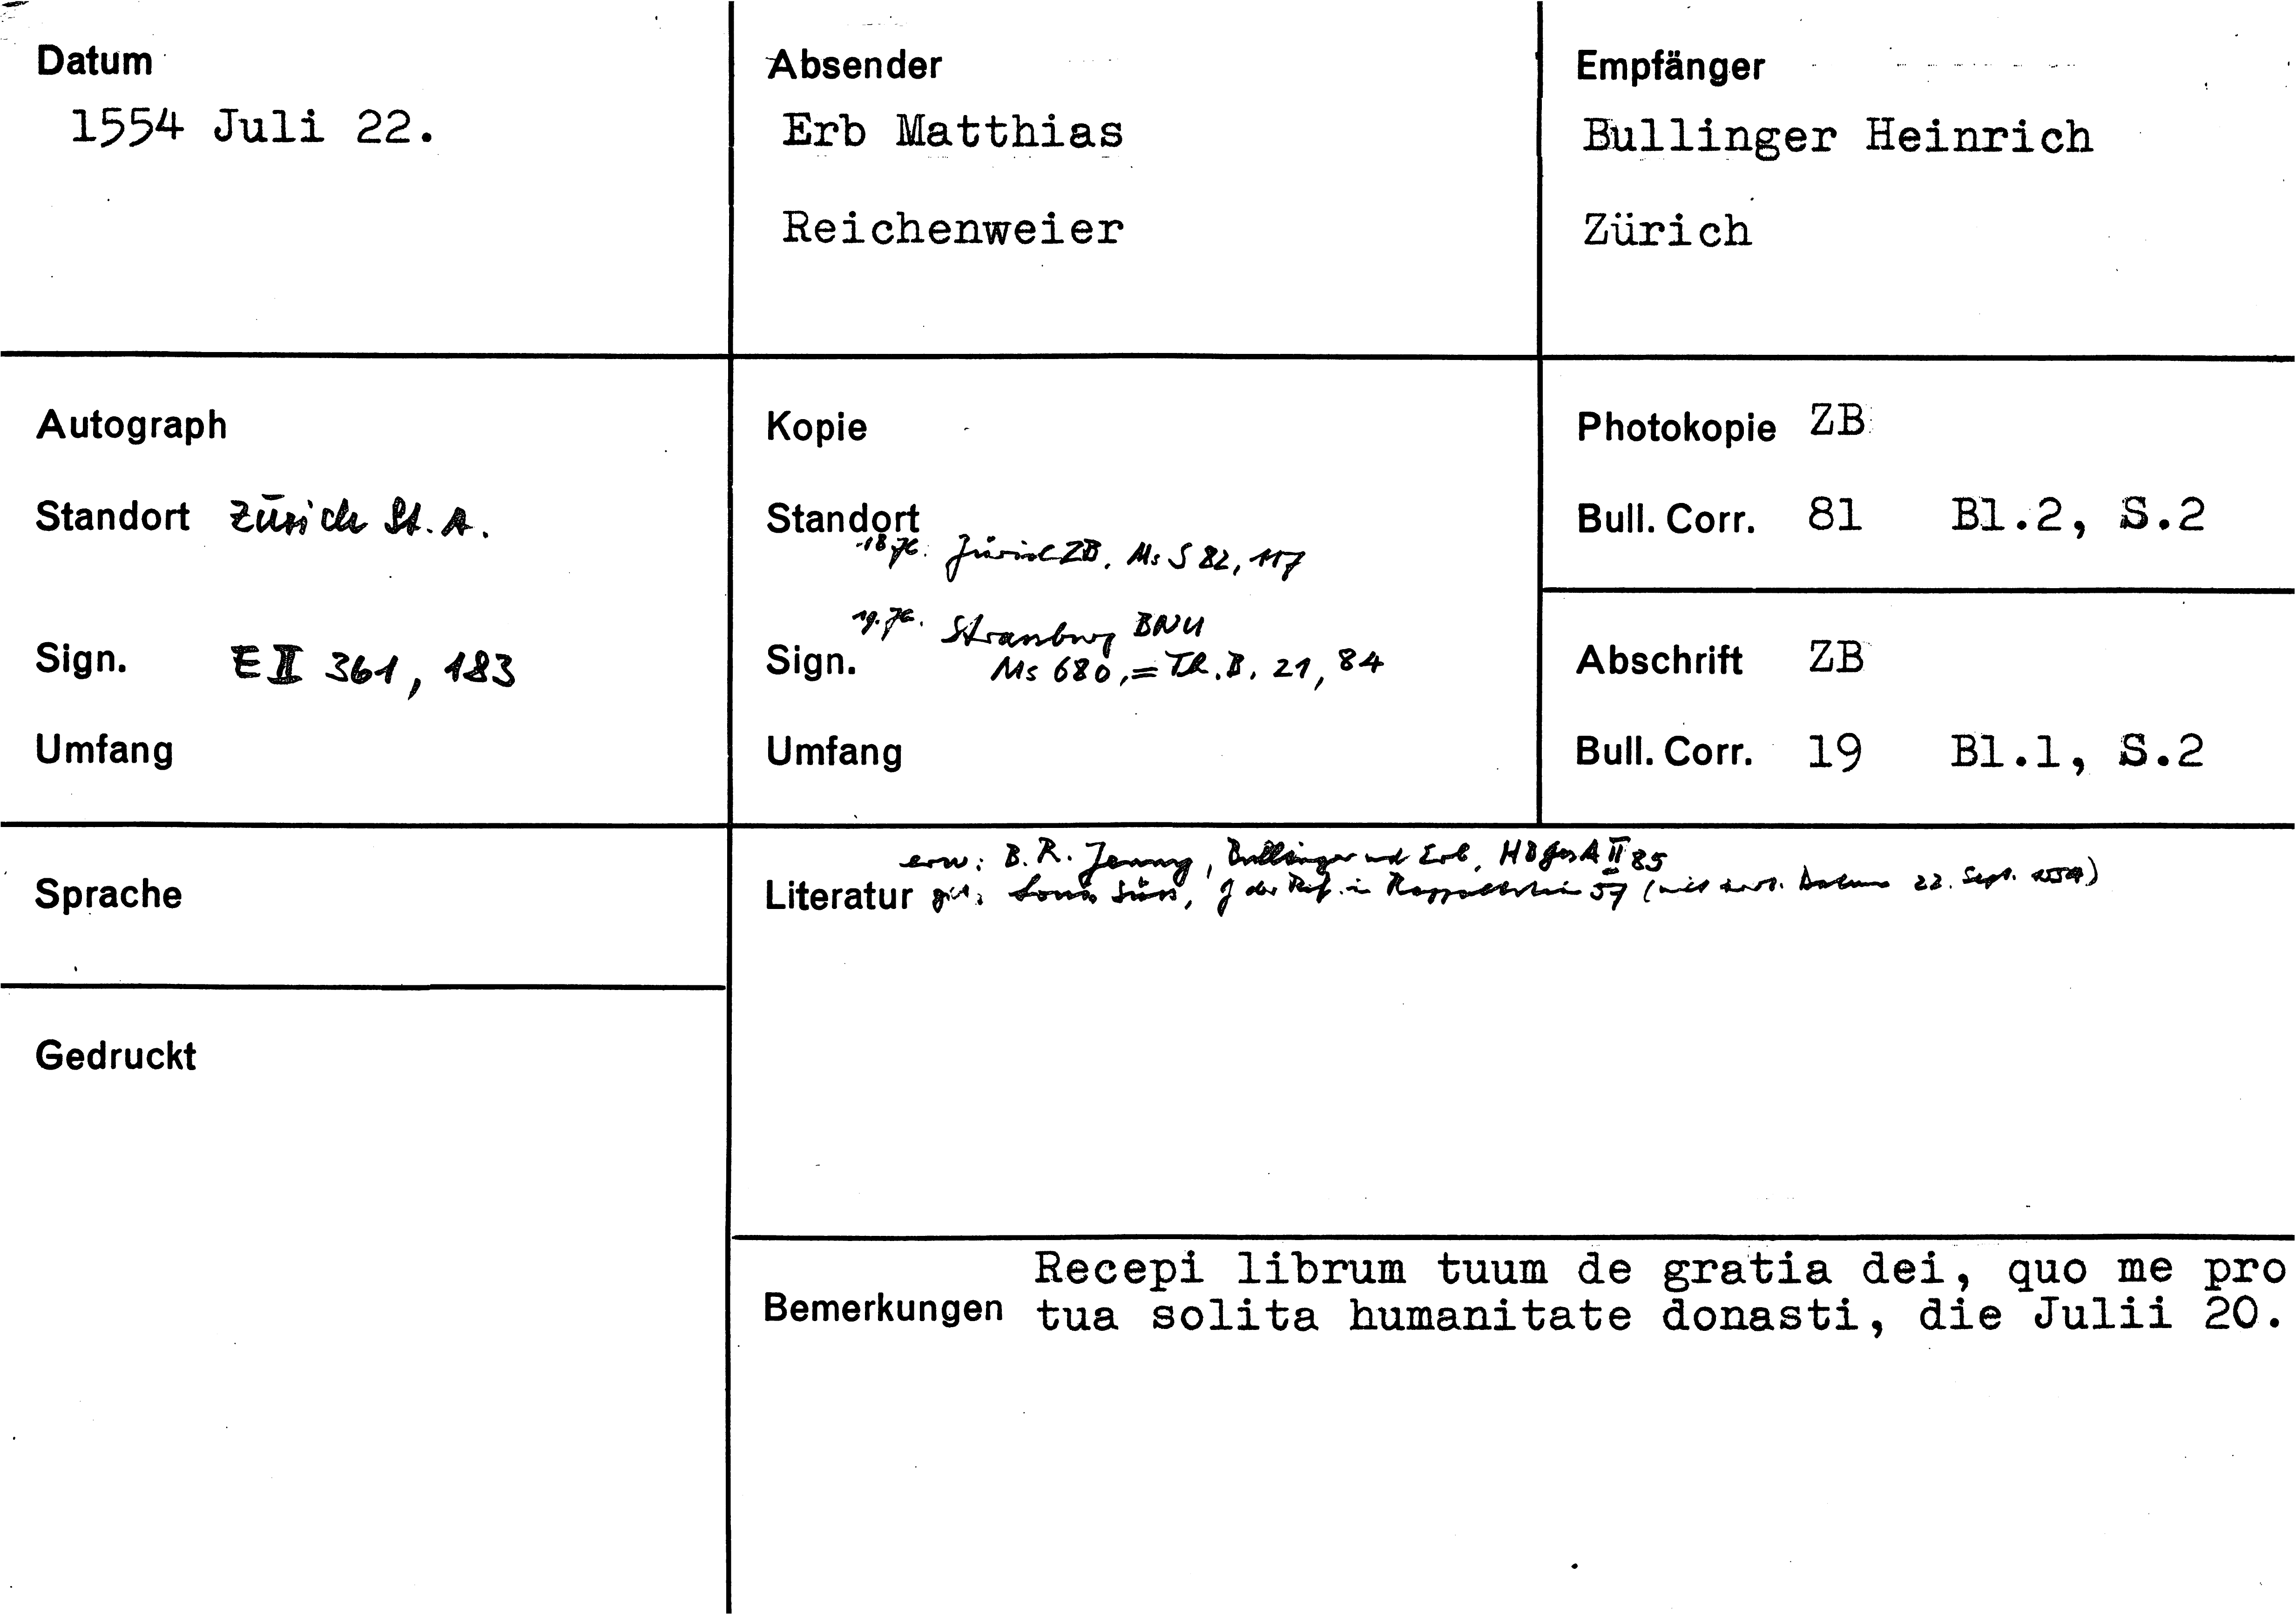 Datum
1554 Juli 22.
Absender
Erb Matthias
Reichenweier
Empfänger
Bullinger Heinrich
Zürich
Autograph
Standort Zürich St. A.
Sign. E II 361, 183
Umfang
Kopie
Standort
18. Jh. Zürich ZB. Ms S 82, 117
19. Jh. Strassburg BNU
Sign. Ms 680, = Th. B. 21, 84
Umfang
Photokopie ZB
Bull. Corr. 81 Bl.2, S.2
Abschrift ZB
Bull. Corr. 19 Bl.1, S.2
Sprache
Gedruckt
erw: B. R. Jenny, Bullinger und Erb, HBGesA II 85
Literatur Louis Süss, G der Ref. in Rappoltstein 57 (mit Datum 22. Sept. 1554)
Recepi librum tuum de gratia dei, quo me pro
Bemerkungen tua solita humanitate donasti, die Julii 20.